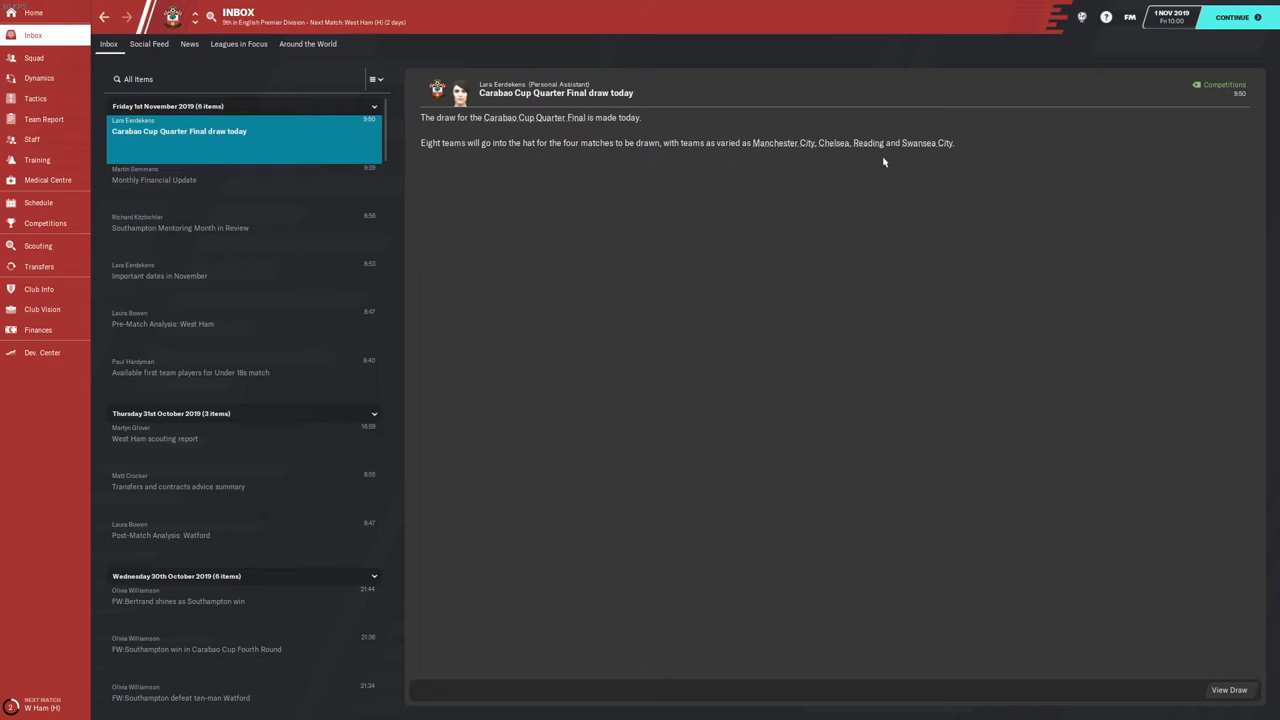 Home
INBOX
9th in English Premier Division - Next Match: West Ham (H) (2 days)
FM
1 NOV 2019
Fri 10:00
CONTINUE
Inbox
Squad
Dynamics
Tactics
Team Report
Staff
Training
Medical Centre
Schedule
Competitions
Scouting
Transfers
Club Info
Club Vision
Finances
Dev. Center
NEXT MATCH
2
W Ham (H)
Inbox
Social Feed
News
Leagues in Focus
Around the World
All Items
Friday 1st November 2019 (6 items)
Lara Eerdekens 9:50
Carabao Cup Quarter Final draw today
Martin Semmens 9:39
Monthly Financial Update
Richard Kitzbichler 8:56
Southampton Mentoring Month in Review
Lara Eerdekens 8:53
Important dates in November
Laura Bowen 8:47
Pre-Match Analysis: West Ham
Paul Hardyman 8:40
Available first team players for Under 18s match
Thursday 31st October 2019 (3 items)
Martyn Glover 16:59
West Ham scouting report
Matt Crocker 8:55
Transfers and contracts advice summary
Laura Bowen 8:47
Post-Match Analysis: Watford
Wednesday 30th October 2019 (6 items)
Olivia Williamson 21:44
FW:Bertrand shines as Southampton win
Olivia Williamson 21:36
FW:Southampton win in Carabao Cup Fourth Round
Olivia Williamson 21:34
FW:Southampton defeat ten-man Watford
Lara Eerdekens (Personal Assistant)
Carabao Cup Quarter Final draw today
Competitions
9:50
The draw for the Carabao Cup Quarter Final is made today.
Eight teams will go into the hat for the four matches to be drawn, with teams as varied as Manchester City, Chelsea, Reading and Swansea City.
View Draw